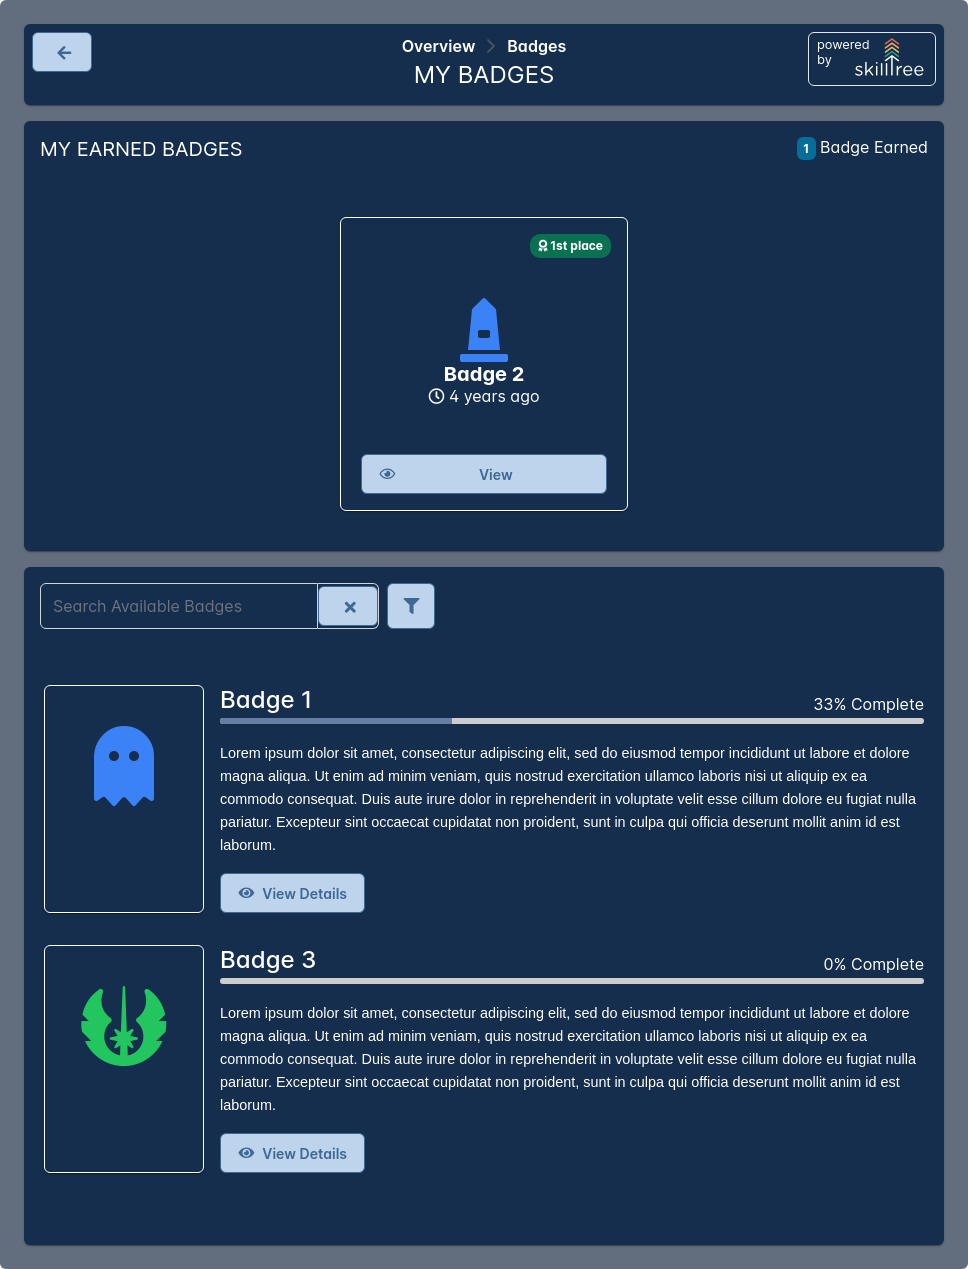 Overview Badges
MY BADGES
powered
by
skilltree
MY EARNED BADGES
1 Badge Earned
1st place
Badge 2
4 years ago
View
Search Available Badges
Badge 1
33% Complete
Lorem ipsum dolor sit amet, consectetur adipiscing elit, sed do eiusmod tempor incididunt ut labore et dolore
magna aliqua. Ut enim ad minim veniam, quis nostrud exercitation ullamco laboris nisi ut aliquip ex ea
commodo consequat. Duis aute irure dolor in reprehenderit in voluptate velit esse cillum dolore eu fugiat nulla
pariatur. Excepteur sint occaecat cupidatat non proident, sunt in culpa qui officia deserunt mollit anim id est
laborum.
View Details
Badge 3
0% Complete
Lorem ipsum dolor sit amet, consectetur adipiscing elit, sed do eiusmod tempor incididunt ut labore et dolore
magna aliqua. Ut enim ad minim veniam, quis nostrud exercitation ullamco laboris nisi ut aliquip ex ea
commodo consequat. Duis aute irure dolor in reprehenderit in voluptate velit esse cillum dolore eu fugiat nulla
pariatur. Excepteur sint occaecat cupidatat non proident, sunt in culpa qui officia deserunt mollit anim id est
laborum.
View Details